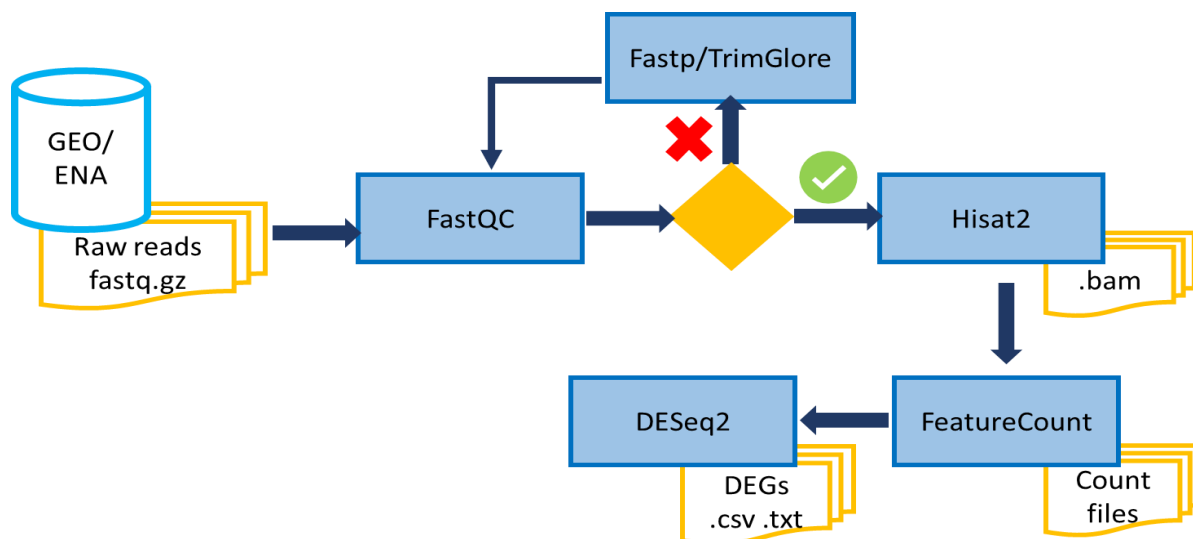 Fastp/TrimGlore
GEO/
ENA
FastQC
Hisat2
Raw reads
fastq.gz
.bam
DESeq2
FeatureCount
DEGs
.csv .txt
Count
files